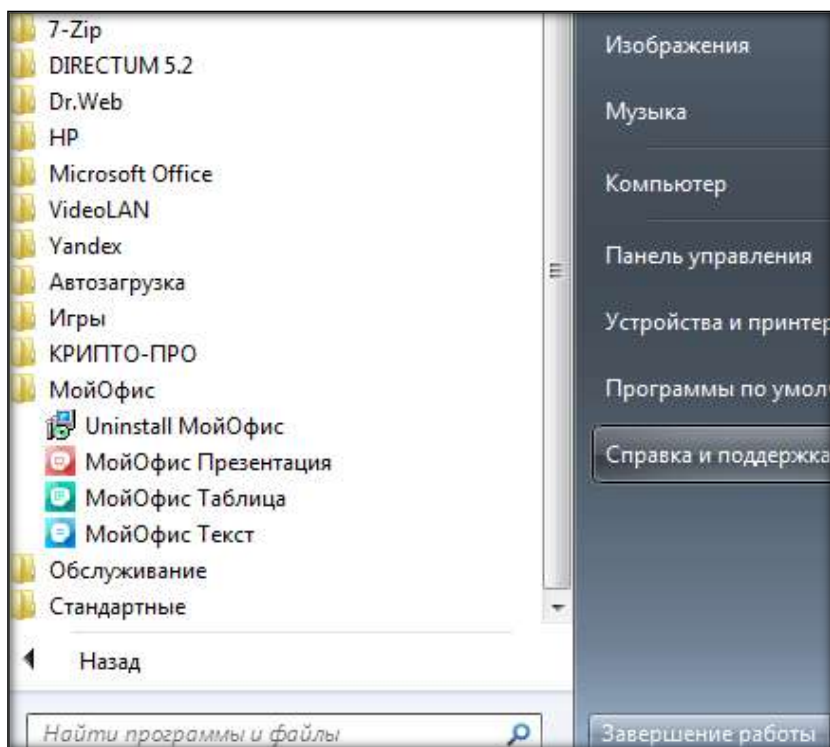 7-Zip
DIRECTUM 5.2
Dr.Web
HP
Microsoft Office
VideoLAN
Yandex
Автозагрузка
Игры
КРИПТО-ПРО
МойОфис
Uninstall МойОфис
МойОфис Презентация
МойОфис Таблица
МойОфис Текст
Обслуживание
Стандартные
Назад
Найти программы и файлы
Изображения
Музыка
Компьютер
Панель управления
Устройства и принтер
Программы по умол
Справка и поддержка
Завершение работы